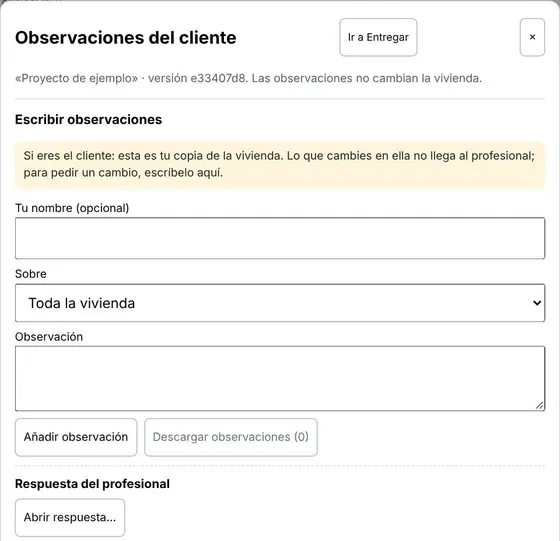 Observaciones del cliente
Ir a Entregar
×
«Proyecto de ejemplo» · versión e33407d8. Las observaciones no cambian la vivienda.
Escribir observaciones
Si eres el cliente: esta es tu copia de la vivienda. Lo que cambies en ella no llega al profesional;
para pedir un cambio, escríbelo aquí.
Tu nombre (opcional)
Sobre
Toda la vivienda
Observación
Añadir observación
Descargar observaciones (0)
Respuesta del profesional
Abrir respuesta...